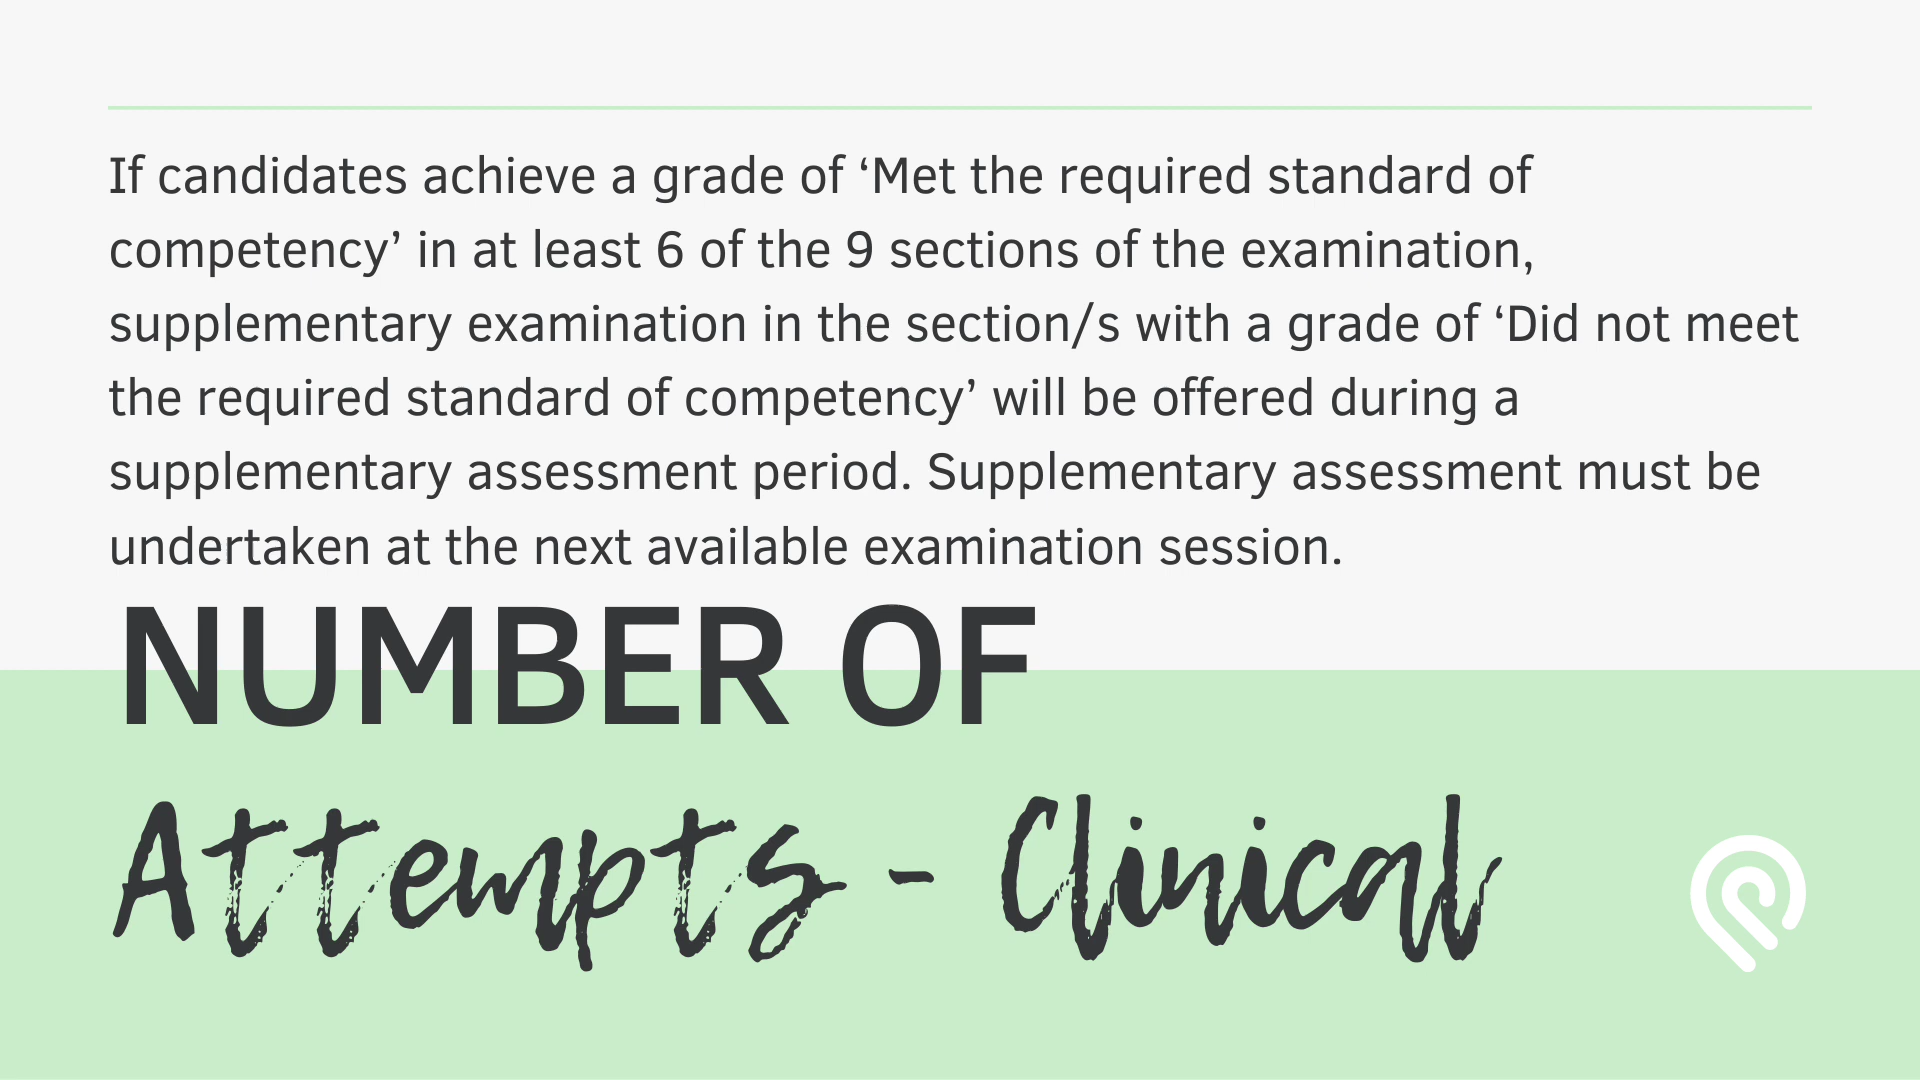 If candidates achieve a grade of ‘Met the required standard of
competency’ in at least 6 of the 9 sections of the examination,
supplementary examination in the section/s with a grade of ‘Did not meet
the required standard of competency’ will be offered during a
supplementary assessment period. Supplementary assessment must be
undertaken at the next available examination session.
NUMBER OF
Attempts - Clinical